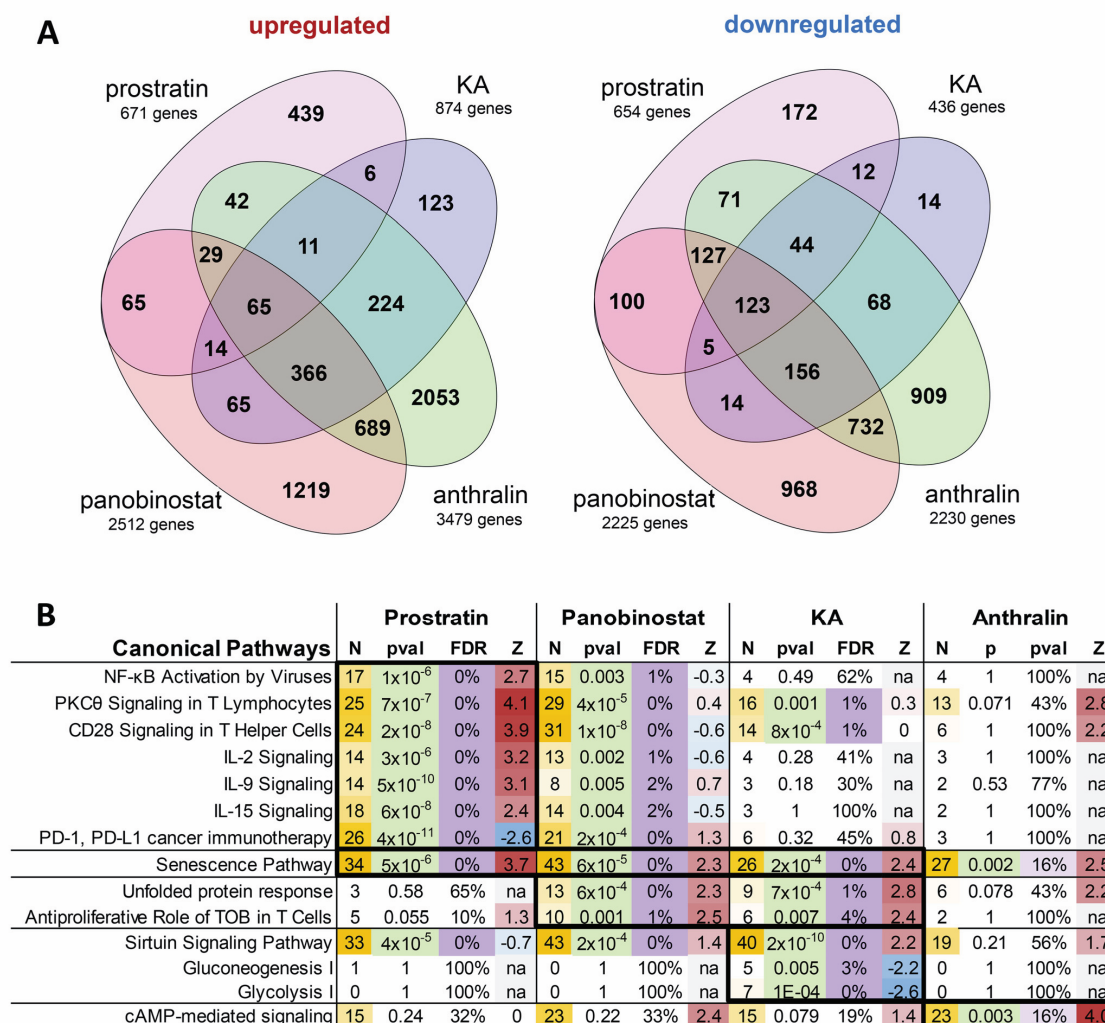 A
upregulated
downregulated
prostratin
671 genes
KA
874 genes
439
6
123
42
11
29
65
65
224
14
366
65
2053
689
1219
panobinostat
2512 genes
anthralin
3479 genes
prostratin
654 genes
KA
436 genes
172
12
14
71
44
127
100
123
68
5
156
14
909
732
968
panobinostat
2225 genes
anthralin
2230 genes
B
Prostratin Panobinostat KA Anthralin
Canonical Pathways N pval FDR Z N pval FDR Z N pval FDR Z N p pval Z
NF-κB Activation by Viruses 17 1x10⁻⁶ 0% 2.7 15 0.003 1% -0.3 4 0.49 62% na 4 1 100% na
PKCθ Signaling in T Lymphocytes 25 7x10⁻⁷ 0% 4.1 29 4x10⁻⁵ 0% 0.4 16 0.001 1% 0.3 13 0.071 43% 2.8
CD28 Signaling in T Helper Cells 24 2x10⁻⁸ 0% 3.9 31 1x10⁻⁸ 0% -0.6 14 8x10⁻⁴ 1% 0 6 1 100% 2.2
IL-2 Signaling 14 3x10⁻⁶ 0% 3.2 13 0.002 1% -0.6 4 0.28 41% na 3 1 100% na
IL-9 Signaling 14 5x10⁻¹⁰ 0% 3.1 8 0.005 2% 0.7 3 0.18 30% na 2 0.53 77% na
IL-15 Signaling 18 6x10⁻⁸ 0% 2.4 14 0.004 2% -0.5 3 1 100% na 2 1 100% na
PD-1, PD-L1 cancer immunotherapy 26 4x10⁻¹¹ 0% -2.6 21 2x10⁻⁴ 0% 1.3 6 0.32 45% 0.8 3 1 100% na
Senescence Pathway 34 5x10⁻⁶ 0% 3.7 43 6x10⁻⁵ 0% 2.3 26 2x10⁻⁴ 0% 2.4 27 0.002 16% 2.5
Unfolded protein response 3 0.58 65% na 13 6x10⁻⁴ 0% 2.3 9 7x10⁻⁴ 1% 2.8 6 0.078 43% 2.2
Antiproliferative Role of TOB in T Cells 5 0.055 10% 1.3 10 0.001 1% 2.5 6 0.007 4% 2.4 2 1 100% na
Sirtuin Signaling Pathway 33 4x10⁻⁵ 0% -0.7 43 2x10⁻⁴ 0% 1.4 40 2x10⁻¹⁰ 0% 2.2 19 0.21 56% 1.7
Gluconeogenesis I 1 1 100% na 0 1 100% na 5 0.005 3% -2.2 0 1 100% na
Glycolysis I 0 1 100% na 0 1 100% na 7 1E-04 0% -2.6 0 1 100% na
cAMP-mediated signaling 15 0.24 32% 0 23 0.22 33% 2.4 15 0.079 19% 1.4 23 0.003 16% 4.0